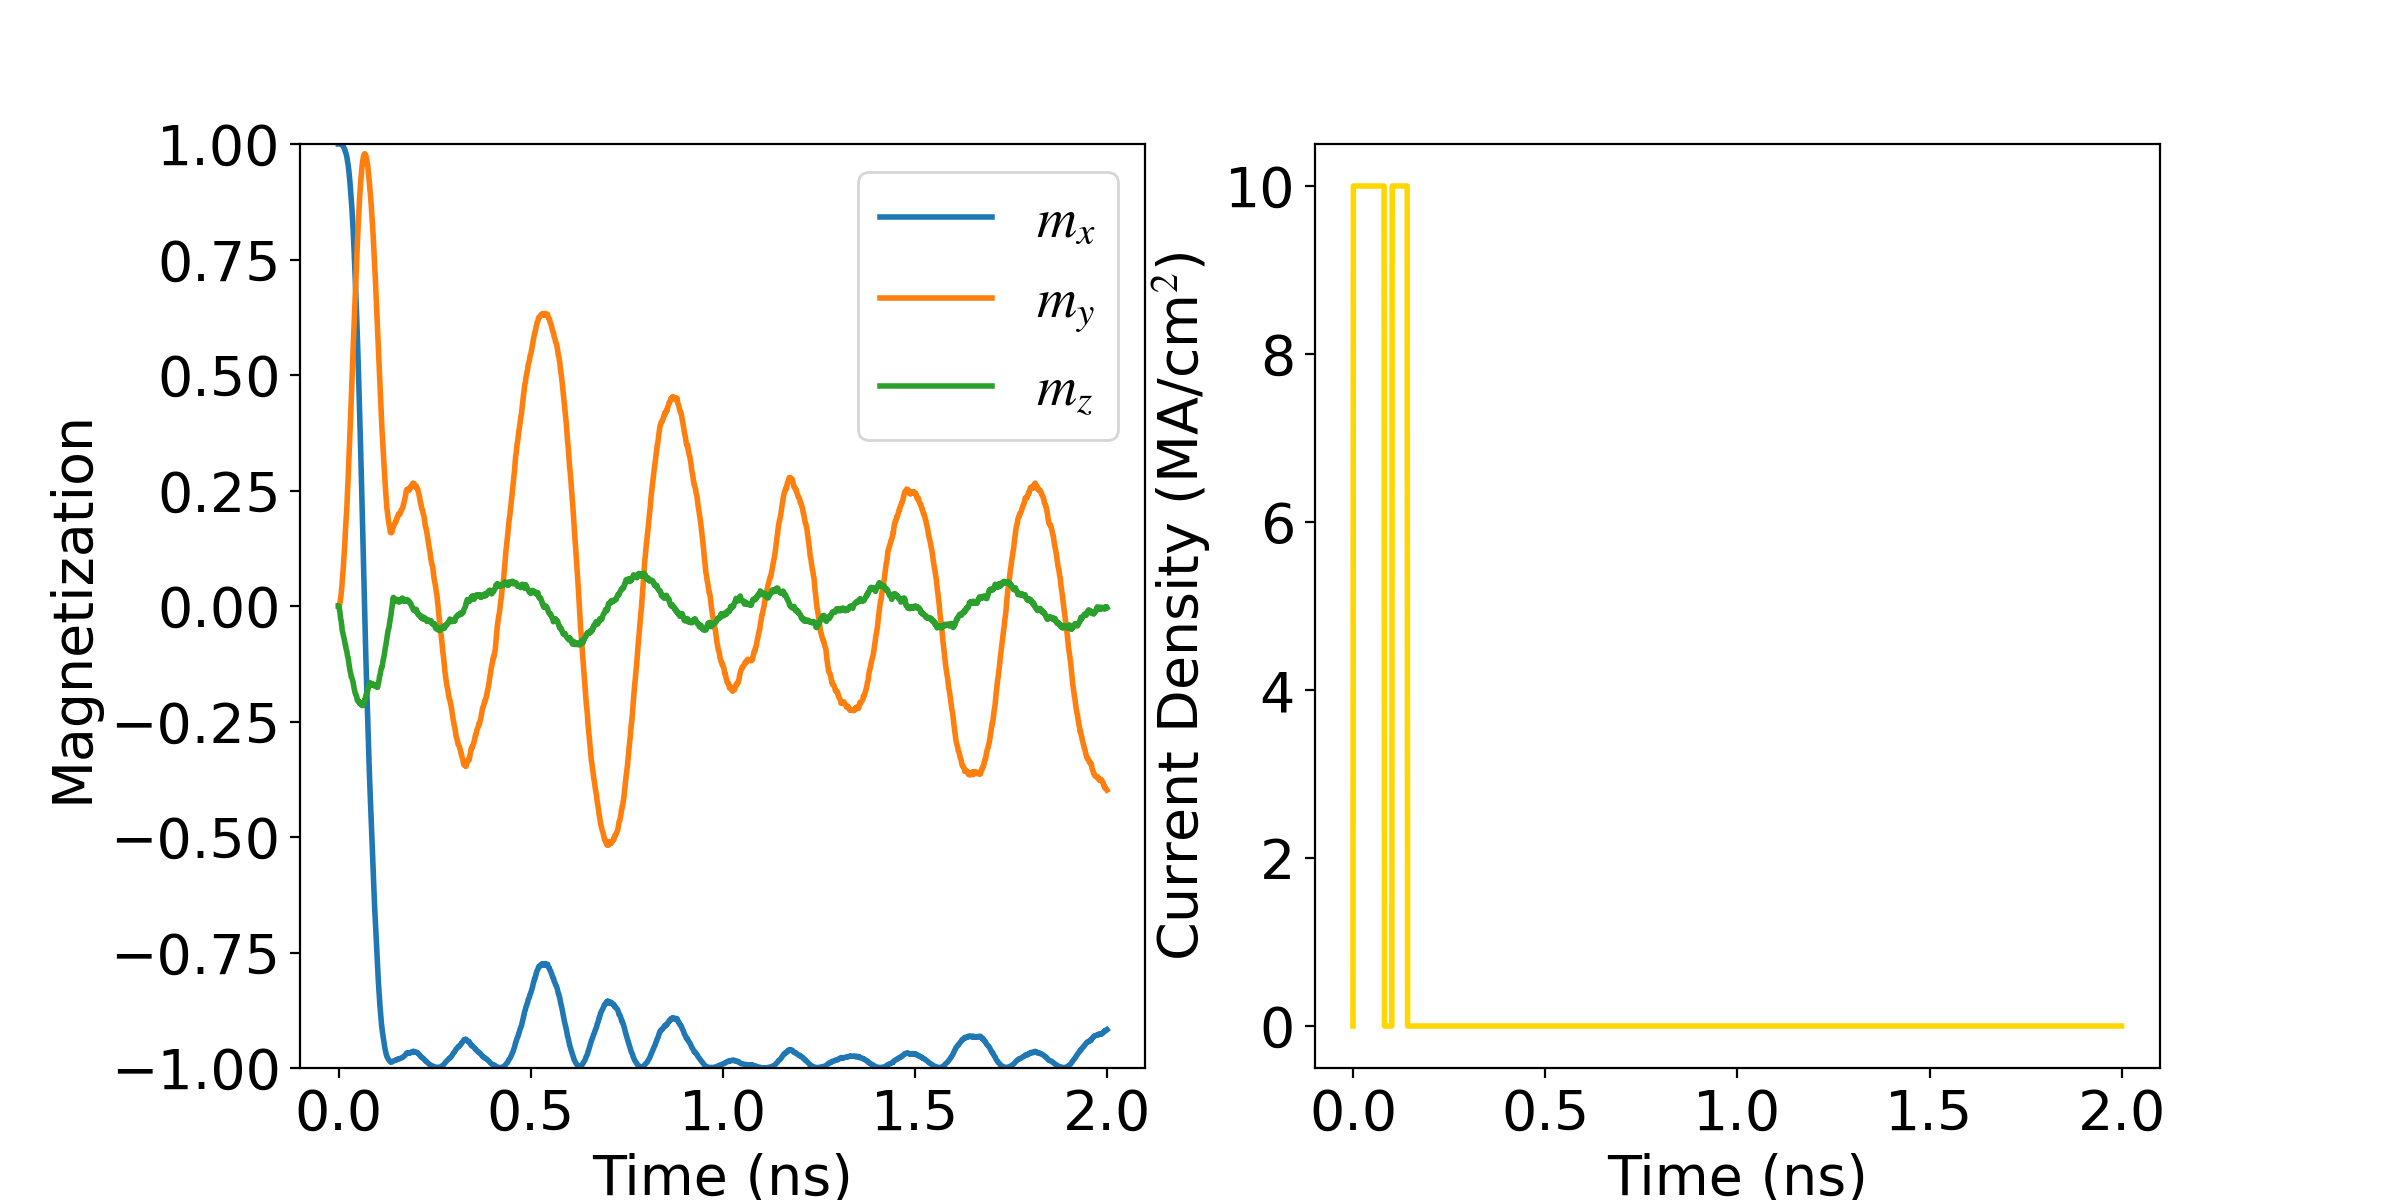 1.00
0.75
0.50
0.25
0.00
−0.25
−0.50
−0.75
−1.00
Magnetization
0.0 0.5 1.0 1.5 2.0
Time (ns)
m_x
m_y
m_z
10
8
6
4
2
0
Current Density (MA/cm²)
0.0 0.5 1.0 1.5 2.0
Time (ns)